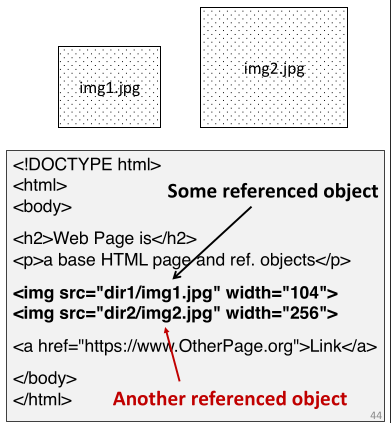 img1.jpg
img2.jpg
<!DOCTYPE html>
<html>
<body>
Some referenced object
<h2>Web Page is</h2>
<p>a base HTML page and ref. objects</p>
<img src="dir1/img1.jpg" width="104">
<img src="dir2/img2.jpg" width="256">
<a href="https://www.OtherPage.org">Link</a>
</body>
Another referenced object
</html>
44